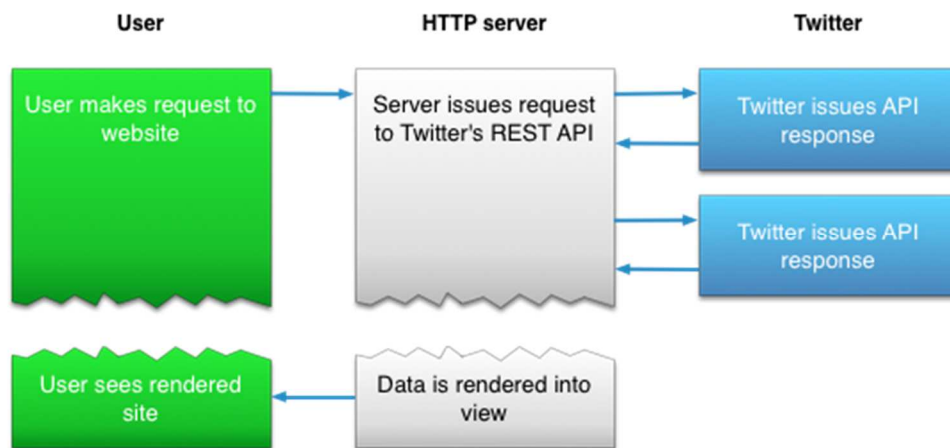 User
HTTP server
Twitter
User makes request to
website
Server issues request
to Twitter's REST API
Twitter issues API
response
Twitter issues API
response
User sees rendered
site
Data is rendered into
view